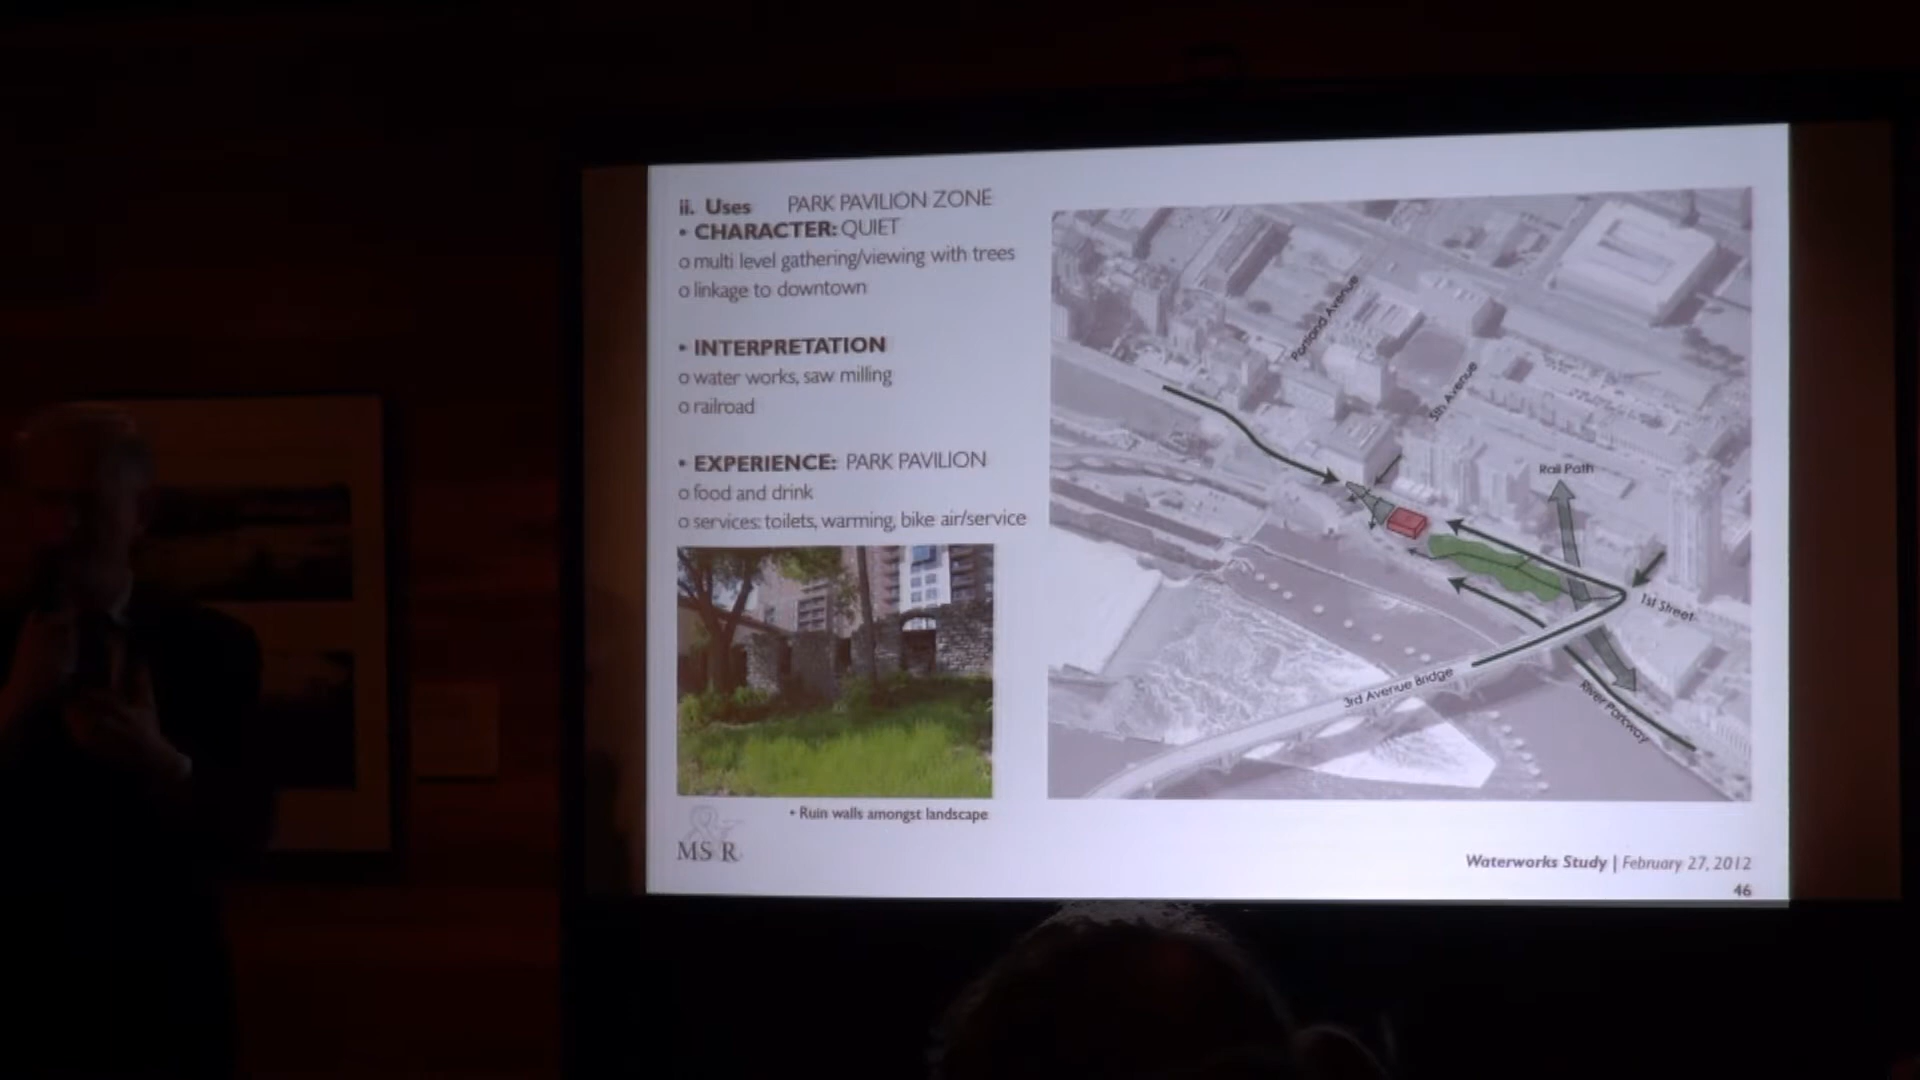 ii. Uses PARK PAVILION ZONE
• CHARACTER: QUIET
o multi level gathering/viewing with trees
o linkage to downtown
• INTERPRETATION
o water works, saw milling
o railroad
• EXPERIENCE: PARK PAVILION
o food and drink
o services: toilets, warming, bike air/service
• Ruin walls amongst landscape
MS&R
Portland Avenue
5th Avenue
Rail Path
1st Street
3rd Avenue Bridge
River Parkway
Waterworks Study | February 27, 2012
46